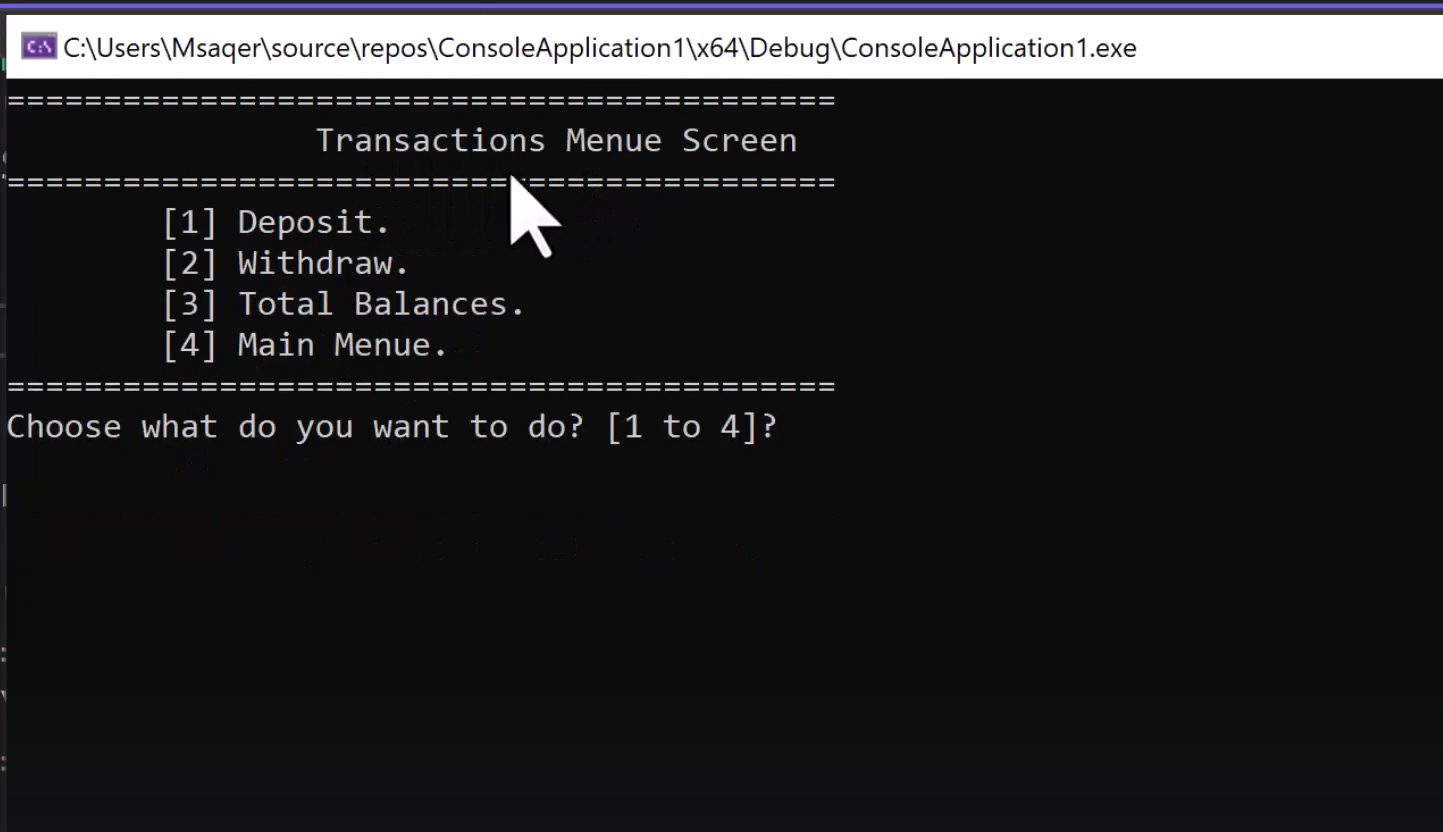 C:\Users\Msaqer\source\repos\ConsoleApplication1\x64\Debug\ConsoleApplication1.exe
===========================================
Transactions Menue Screen
===========================================
[1] Deposit.
[2] Withdraw.
[3] Total Balances.
[4] Main Menue.
===========================================
Choose what do you want to do? [1 to 4]?